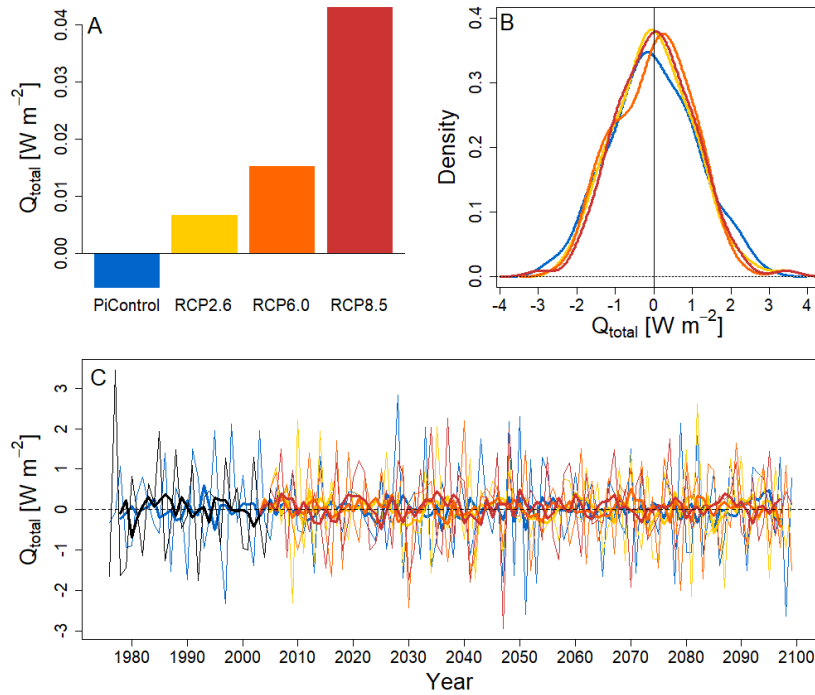 A
Q_total [W m⁻²]
0.04
0.03
0.02
0.01
0.00
PiControl RCP2.6 RCP6.0 RCP8.5
B
Density
0.4
0.3
0.2
0.1
0.0
-4 -3 -2 -1 0 1 2 3 4
Q_total [W m⁻²]
C
Q_total [W m⁻²]
3
2
1
0
-1
-2
-3
1980 1990 2000 2010 2020 2030 2040 2050 2060 2070 2080 2090 2100
Year